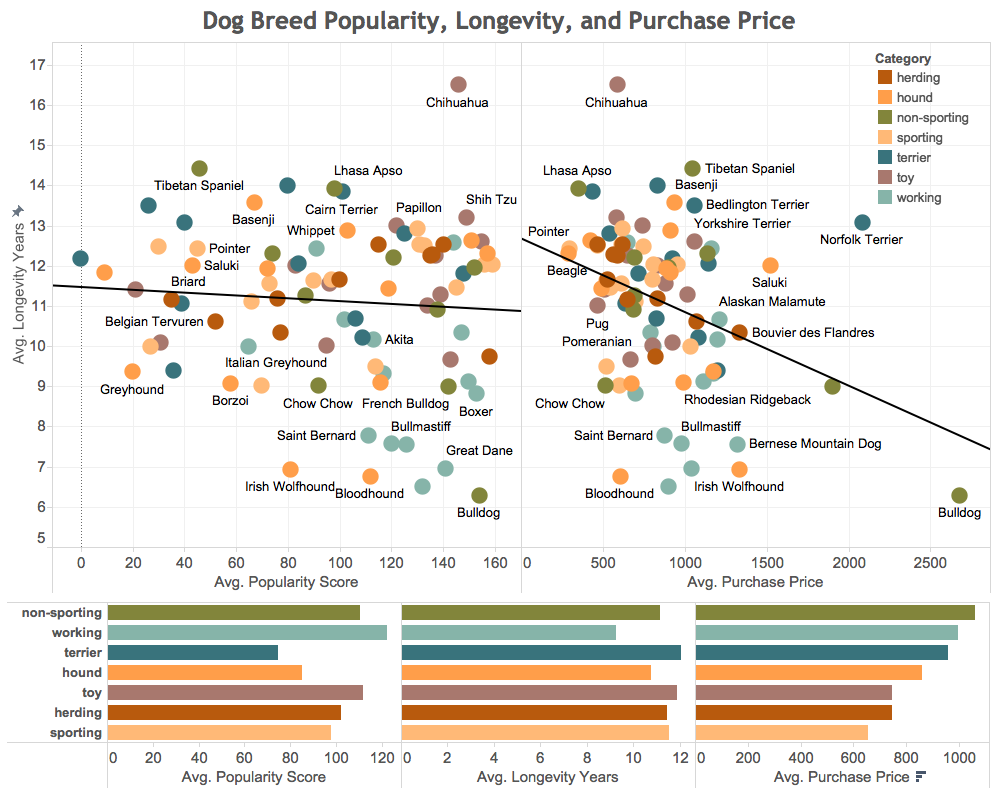 Dog Breed Popularity, Longevity, and Purchase Price
Category
herding
hound
non-sporting
sporting
terrier
toy
working
Avg. Longevity Years
17
16
15
14
13
12
11
10
9
8
7
6
5
Chihuahua
Lhasa Apso
Tibetan Spaniel
Shih Tzu
Cairn Terrier
Papillon
Basenji
Whippet
Pointer
Saluki
Briard
Belgian Tervuren
Akita
Italian Greyhound
Greyhound
Borzoi
Chow Chow
French Bulldog
Boxer
Bullmastiff
Saint Bernard
Great Dane
Irish Wolfhound
Bloodhound
Bulldog
0 20 40 60 80 100 120 140 160
Avg. Popularity Score
Chihuahua
Lhasa Apso
Tibetan Spaniel
Basenji
Bedlington Terrier
Yorkshire Terrier
Norfolk Terrier
Pointer
Beagle
Saluki
Alaskan Malamute
Pug
Bouvier des Flandres
Pomeranian
Chow Chow
Rhodesian Ridgeback
Bullmastiff
Saint Bernard
Bernese Mountain Dog
Bloodhound
Irish Wolfhound
Bulldog
0 500 1000 1500 2000 2500
Avg. Purchase Price
non-sporting
working
terrier
hound
toy
herding
sporting
0 20 40 60 80 100 120
Avg. Popularity Score
0 2 4 6 8 10 12
Avg. Longevity Years
0 200 400 600 800 1000
Avg. Purchase Price